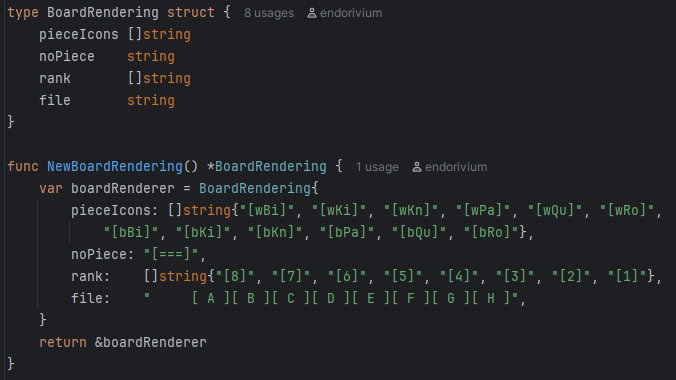 type BoardRendering struct {  8 usages  endorivium
    pieceIcons []string
    noPiece    string
    rank       []string
    file       string
}
func NewBoardRendering() *BoardRendering {  1 usage  endorivium
    var boardRenderer = BoardRendering{
        pieceIcons: []string{"[wBi]", "[wKi]", "[wKn]", "[wPa]", "[wQu]", "[wRo]",
            "[bBi]", "[bKi]", "[bKn]", "[bPa]", "[bQu]", "[bRo]"},
        noPiece: "[===]",
        rank:    []string{"[8]", "[7]", "[6]", "[5]", "[4]", "[3]", "[2]", "[1]"},
        file:    "     [ A ][ B ][ C ][ D ][ E ][ F ][ G ][ H ]",
    }
    return &boardRenderer
}